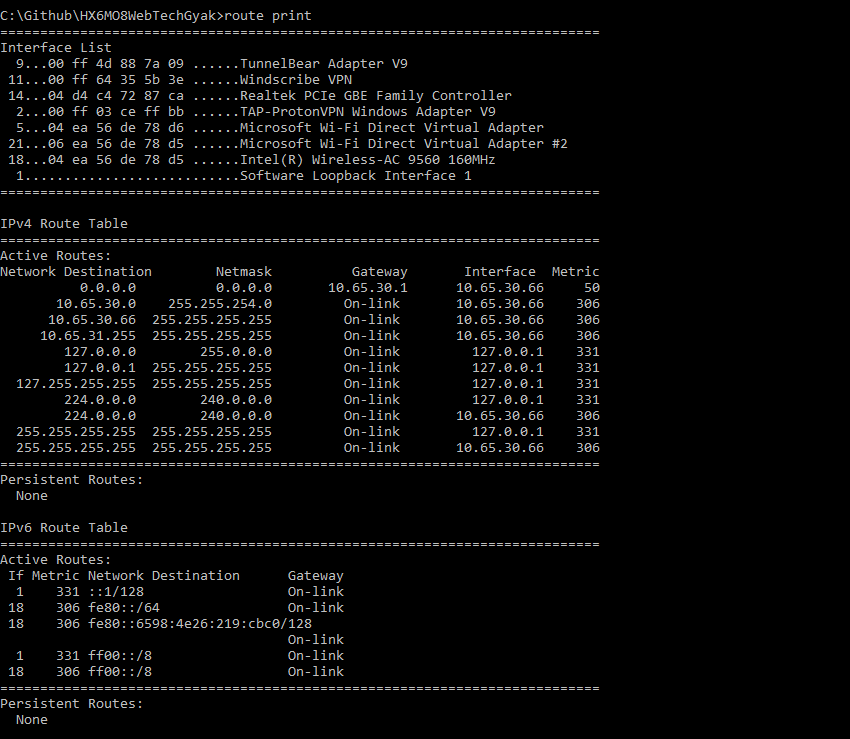 C:\Github\HX6MO8WebTechGyak>route print
===========================================================================
Interface List
  9...00 ff 4d 88 7a 09 ......TunnelBear Adapter V9
 11...00 ff 64 35 5b 3e ......Windscribe VPN
 14...04 d4 c4 72 87 ca ......Realtek PCIe GBE Family Controller
  2...00 ff 03 ce ff bb ......TAP-ProtonVPN Windows Adapter V9
  5...04 ea 56 de 78 d6 ......Microsoft Wi-Fi Direct Virtual Adapter
 21...06 ea 56 de 78 d5 ......Microsoft Wi-Fi Direct Virtual Adapter #2
 18...04 ea 56 de 78 d5 ......Intel(R) Wireless-AC 9560 160MHz
  1...........................Software Loopback Interface 1
===========================================================================

IPv4 Route Table
===========================================================================
Active Routes:
Network Destination        Netmask          Gateway       Interface  Metric
          0.0.0.0          0.0.0.0       10.65.30.1      10.65.30.66     50
       10.65.30.0    255.255.254.0         On-link       10.65.30.66    306
      10.65.30.66  255.255.255.255         On-link       10.65.30.66    306
     10.65.31.255  255.255.255.255         On-link       10.65.30.66    306
        127.0.0.0        255.0.0.0         On-link         127.0.0.1    331
        127.0.0.1  255.255.255.255         On-link         127.0.0.1    331
  127.255.255.255  255.255.255.255         On-link         127.0.0.1    331
        224.0.0.0        240.0.0.0         On-link         127.0.0.1    331
        224.0.0.0        240.0.0.0         On-link       10.65.30.66    306
  255.255.255.255  255.255.255.255         On-link         127.0.0.1    331
  255.255.255.255  255.255.255.255         On-link       10.65.30.66    306
===========================================================================
Persistent Routes:
  None

IPv6 Route Table
===========================================================================
Active Routes:
 If Metric Network Destination      Gateway
  1    331 ::1/128                  On-link
 18    306 fe80::/64                On-link
 18    306 fe80::6598:4e26:219:cbc0/128
                                    On-link
  1    331 ff00::/8                 On-link
 18    306 ff00::/8                 On-link
===========================================================================
Persistent Routes:
  None